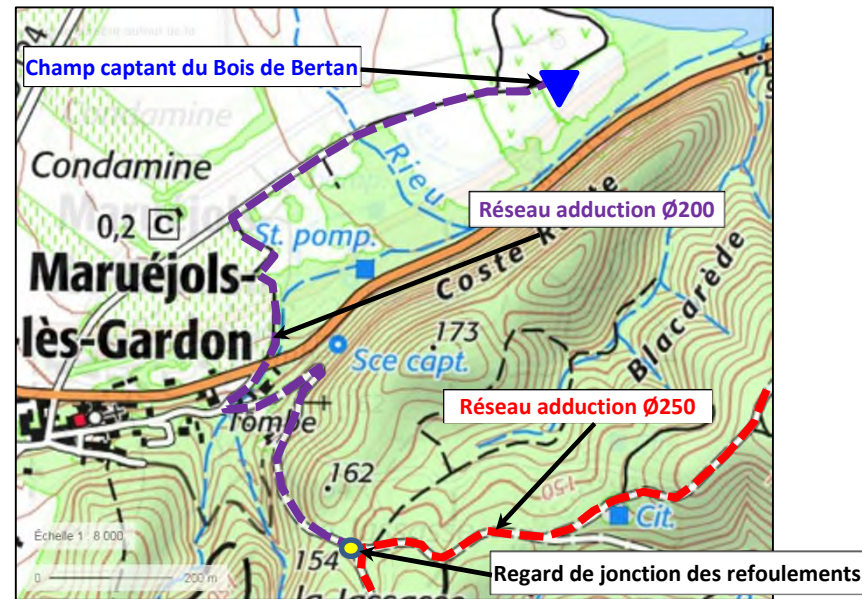 Champ captant du Bois de Bertan
Condamine
Condamine
Rieu
Réseau adduction Ø200
0,2 C
St. pomp.
Maruéjols-
lès-Gardon
Coste
Blacarède
173
Sce capt.
Réseau adduction Ø250
Tombe
162
150
Cit.
Échelle 1 : 8 000
154
0 200 m
Regard de jonction des refoulements